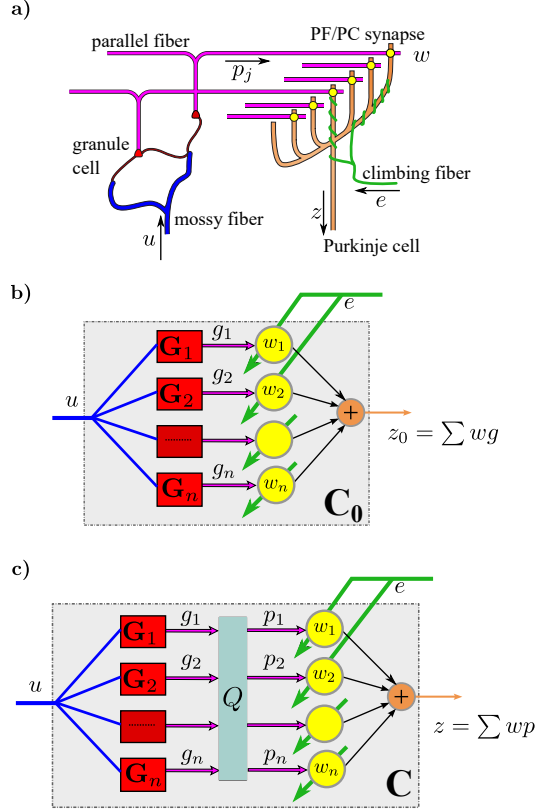 a)
parallel fiber
PF/PC synapse
w
p_j
granule
cell
climbing fiber
mossy fiber
z
e
u
Purkinje cell
b)
e
g_1
G_1
w_1
u
g_2
G_2
w_2
+
..........
z_0 = ∑ wg
g_n
G_n
w_n
C_0
c)
e
g_1
p_1
G_1
w_1
u
g_2
p_2
G_2
w_2
Q
+
..........
z = ∑ wp
g_n
p_n
G_n
w_n
C